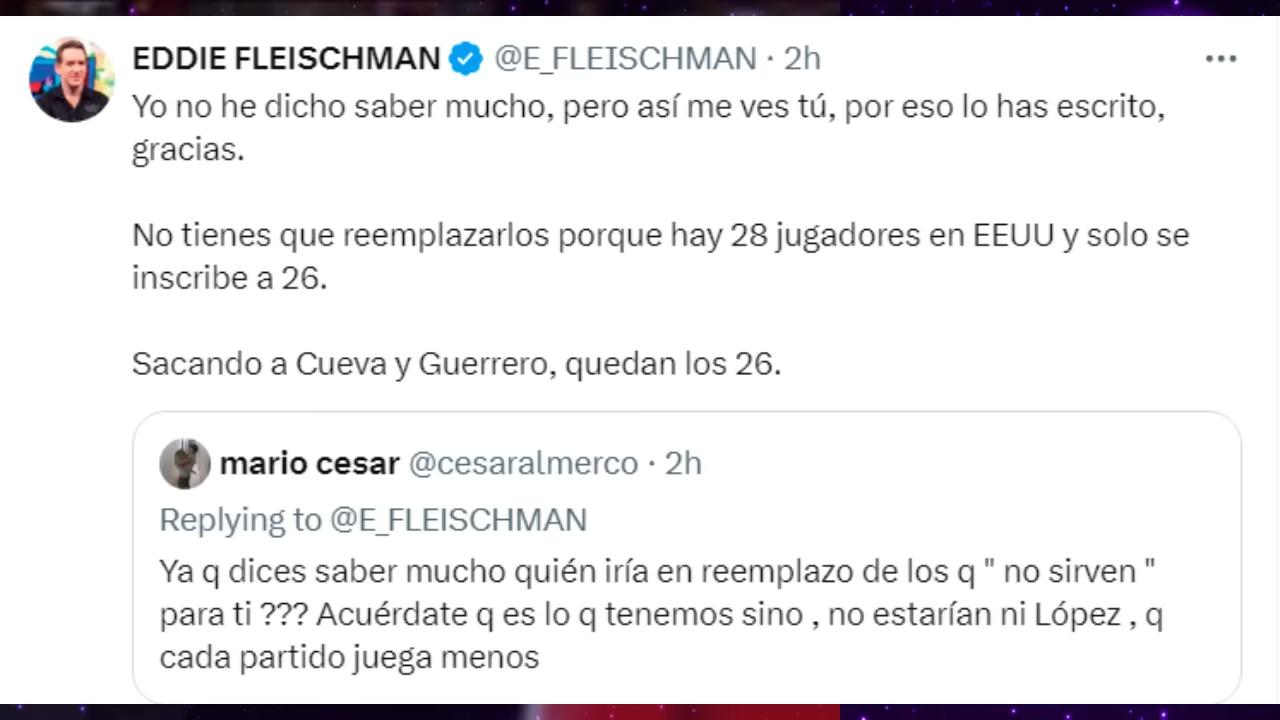 EDDIE FLEISCHMAN @E_FLEISCHMAN · 2h
Yo no he dicho saber mucho, pero así me ves tú, por eso lo has escrito,
gracias.
No tienes que reemplazarlos porque hay 28 jugadores en EEUU y solo se
inscribe a 26.
Sacando a Cueva y Guerrero, quedan los 26.
mario cesar @cesaralmerco · 2h
Replying to @E_FLEISCHMAN
Ya q dices saber mucho quién iría en reemplazo de los q " no sirven "
para ti ??? Acuérdate q es lo q tenemos sino , no estarían ni López , q
cada partido juega menos